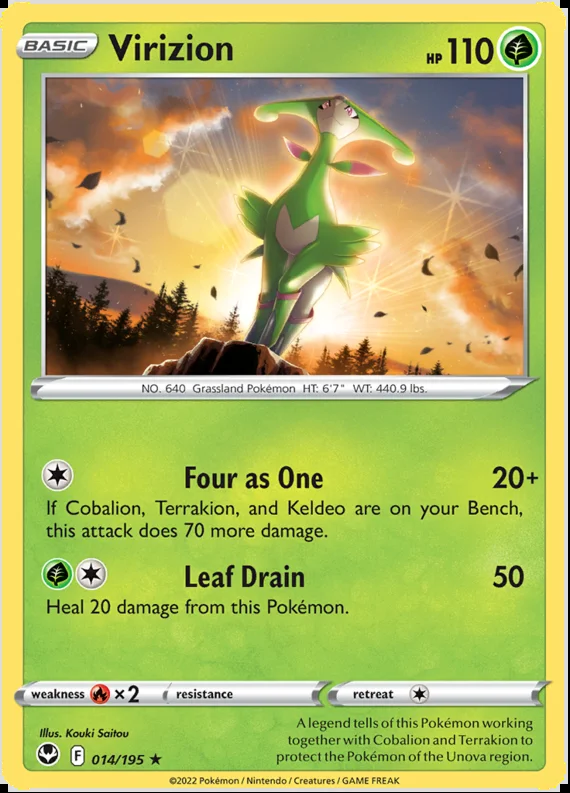 BASIC Virizion HP 110
NO. 640 Grassland Pokémon HT: 6'7" WT: 440.9 lbs.
Four as One 20+
If Cobalion, Terrakion, and Keldeo are on your Bench,
this attack does 70 more damage.
Leaf Drain 50
Heal 20 damage from this Pokémon.
weakness ×2 resistance retreat
Illus. Kouki Saitou
F 014/195 ★
A legend tells of this Pokémon working
together with Cobalion and Terrakion to
protect the Pokémon of the Unova region.
©2022 Pokémon / Nintendo / Creatures / GAME FREAK